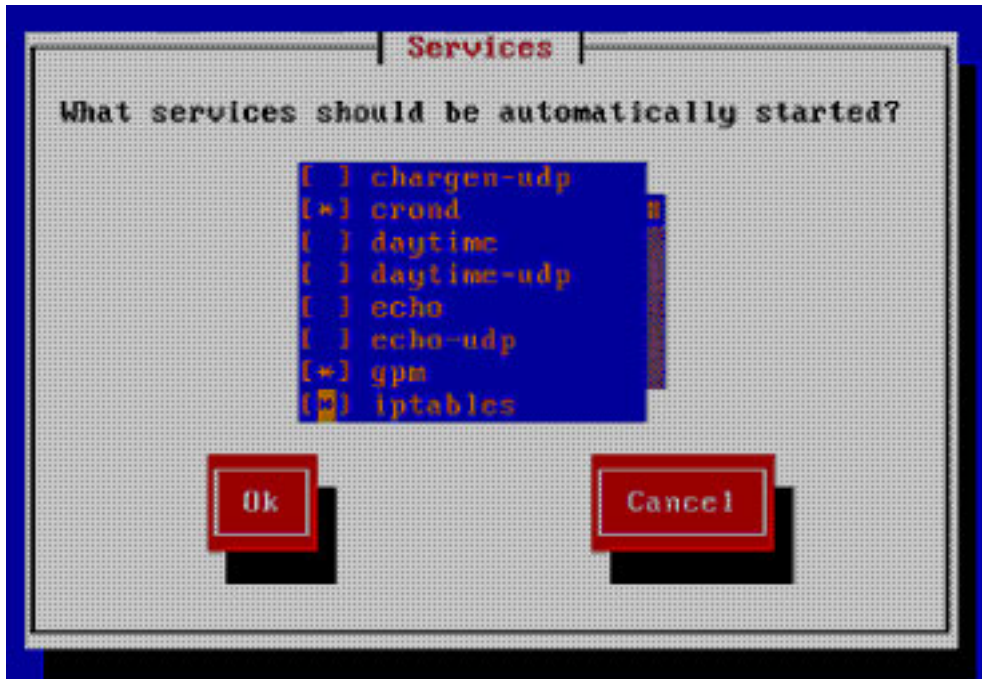 Services
What services should be automatically started?
[ ] chargen-udp
[*] crond
[ ] daytime
[ ] daytime-udp
[ ] echo
[ ] echo-udp
[*] gpm
[*] iptables
Ok
Cancel